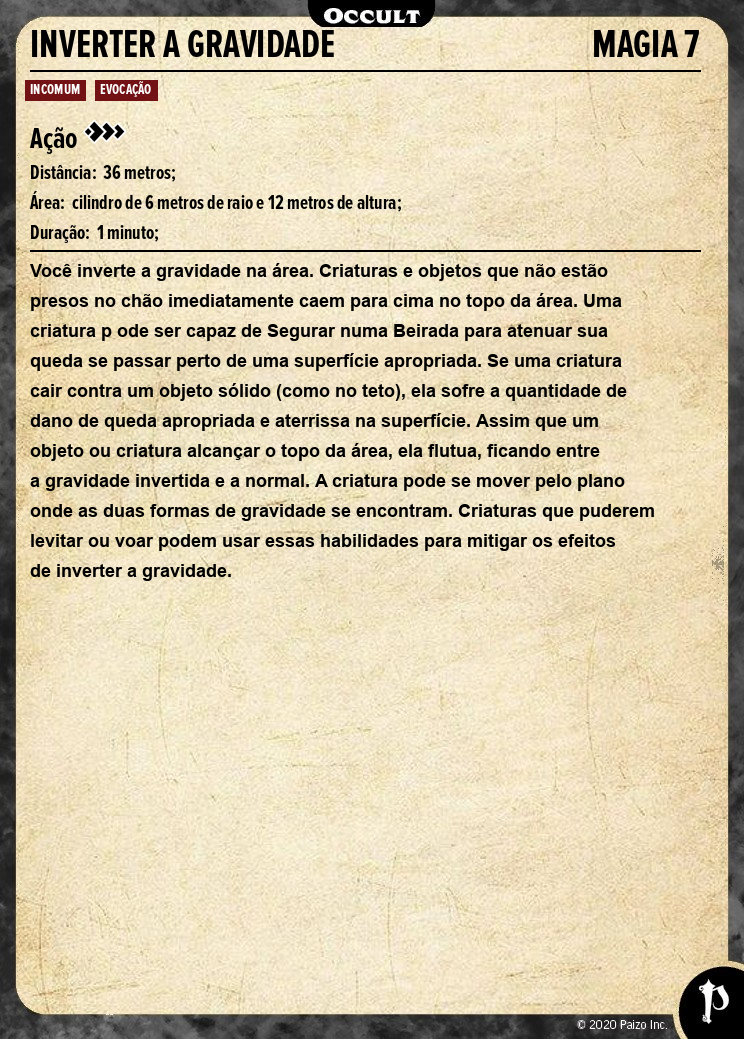 OCCULT
INVERTER A GRAVIDADE MAGIA 7
INCOMUM EVOCAÇÃO
Ação
Distância: 36 metros;
Área: cilindro de 6 metros de raio e 12 metros de altura;
Duração: 1 minuto;
Você inverte a gravidade na área. Criaturas e objetos que não estão
presos no chão imediatamente caem para cima no topo da área. Uma
criatura p ode ser capaz de Segurar numa Beirada para atenuar sua
queda se passar perto de uma superfície apropriada. Se uma criatura
cair contra um objeto sólido (como no teto), ela sofre a quantidade de
dano de queda apropriada e aterrissa na superfície. Assim que um
objeto ou criatura alcançar o topo da área, ela flutua, ficando entre
a gravidade invertida e a normal. A criatura pode se mover pelo plano
onde as duas formas de gravidade se encontram. Criaturas que puderem
levitar ou voar podem usar essas habilidades para mitigar os efeitos
de inverter a gravidade.
© 2020 Paizo Inc.
P